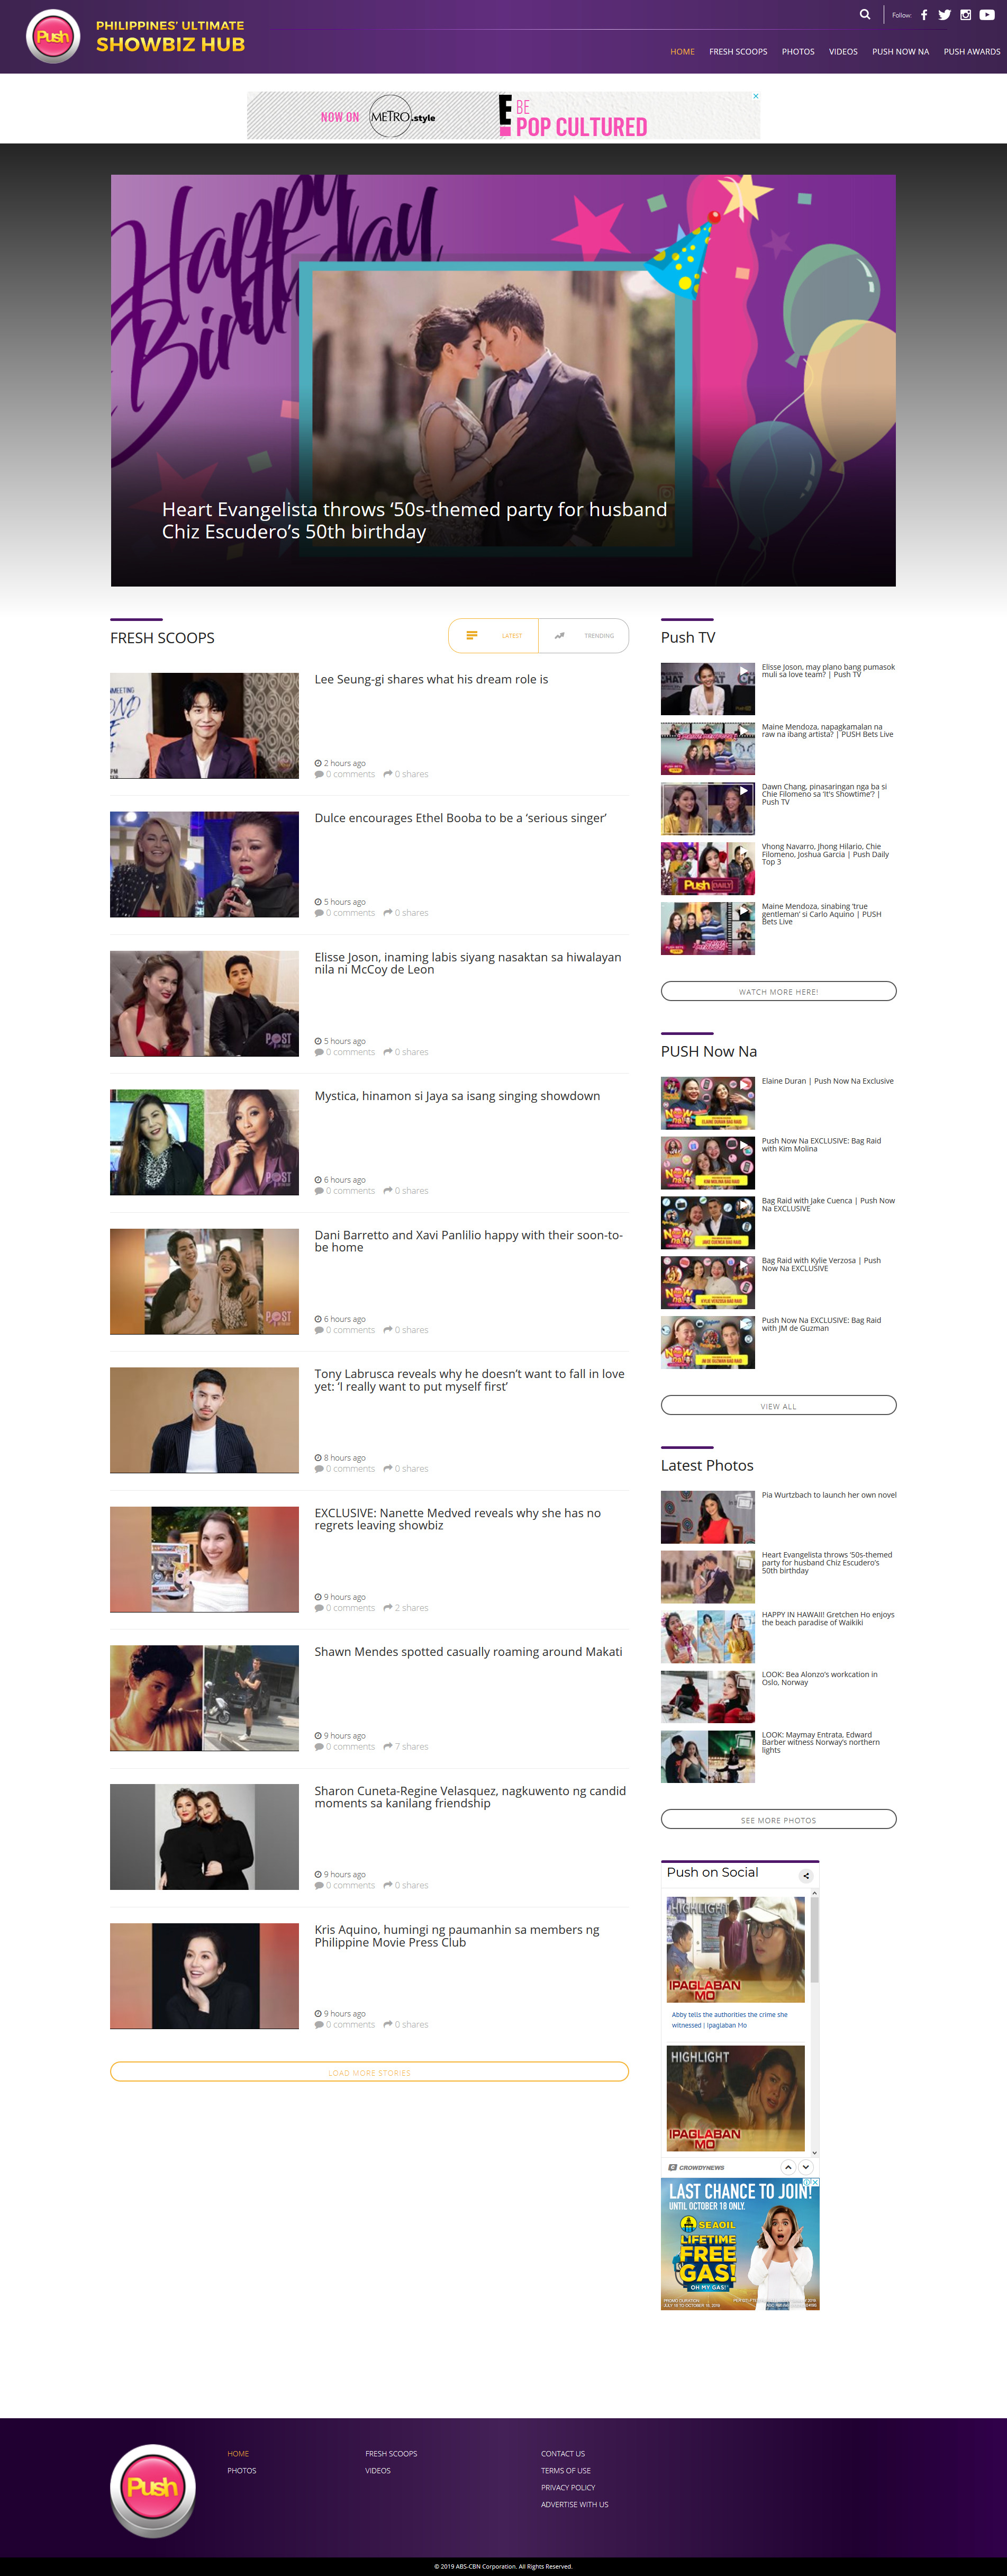 Push
PHILIPPINES' ULTIMATE
SHOWBIZ HUB
Follow:
HOME
FRESH SCOOPS
PHOTOS
VIDEOS
PUSH NOW NA
PUSH AWARDS
NOW ON METRO.style
E! BE
POP CULTURED
Happy
Birthday
Heart Evangelista throws ‘50s-themed party for husband
Chiz Escudero’s 50th birthday
FRESH SCOOPS
LATEST
TRENDING
Lee Seung-gi shares what his dream role is
2 hours ago
0 comments 0 shares
Dulce encourages Ethel Booba to be a ‘serious singer’
5 hours ago
0 comments 0 shares
Elisse Joson, inaming labis siyang nasaktan sa hiwalayan
nila ni McCoy de Leon
5 hours ago
0 comments 0 shares
Mystica, hinamon si Jaya sa isang singing showdown
6 hours ago
0 comments 0 shares
Dani Barretto and Xavi Panlilio happy with their soon-to-
be home
6 hours ago
0 comments 0 shares
Tony Labrusca reveals why he doesn’t want to fall in love
yet: ‘I really want to put myself first’
8 hours ago
0 comments 0 shares
EXCLUSIVE: Nanette Medved reveals why she has no
regrets leaving showbiz
9 hours ago
0 comments 2 shares
Shawn Mendes spotted casually roaming around Makati
9 hours ago
0 comments 7 shares
Sharon Cuneta-Regine Velasquez, nagkuwento ng candid
moments sa kanilang friendship
9 hours ago
0 comments 0 shares
Kris Aquino, humingi ng paumanhin sa members ng
Philippine Movie Press Club
9 hours ago
0 comments 0 shares
LOAD MORE STORIES
Push TV
Elisse Joson, may plano bang pumasok
muli sa love team? | Push TV
Maine Mendoza, napagkamalan na
raw na ibang artista? | PUSH Bets Live
Dawn Chang, pinasaringan nga ba si
Chie Filomeno sa 'It's Showtime'? |
Push TV
Vhong Navarro, Jhong Hilario, Chie
Filomeno, Joshua Garcia | Push Daily
Top 3
Maine Mendoza, sinabing 'true
gentleman' si Carlo Aquino | PUSH
Bets Live
WATCH MORE HERE!
PUSH Now Na
Elaine Duran | Push Now Na Exclusive
Push Now Na EXCLUSIVE: Bag Raid
with Kim Molina
Bag Raid with Jake Cuenca | Push Now
Na EXCLUSIVE
Bag Raid with Kylie Verzosa | Push
Now Na EXCLUSIVE
Push Now Na EXCLUSIVE: Bag Raid
with JM de Guzman
VIEW ALL
Latest Photos
Pia Wurtzbach to launch her own novel
Heart Evangelista throws ‘50s-themed
party for husband Chiz Escudero’s
50th birthday
HAPPY IN HAWAII! Gretchen Ho enjoys
the beach paradise of Waikiki
LOOK: Bea Alonzo’s workcation in
Oslo, Norway
LOOK: Maymay Entrata, Edward
Barber witness Norway's northern
lights
SEE MORE PHOTOS
Push on Social
HIGHLIGHT
IPAGLABAN
MO
Abby tells the authorities the crime she
witnessed | Ipaglaban Mo
HIGHLIGHT
IPAGLABAN
MO
CROWDYNEWS
LAST CHANCE TO JOIN!
UNTIL OCTOBER 18 ONLY.
SEAOIL
LIFETIME
FREE
GAS!
OH MY GAS!
Push
HOME
PHOTOS
FRESH SCOOPS
VIDEOS
CONTACT US
TERMS OF USE
PRIVACY POLICY
ADVERTISE WITH US
© 2019 ABS-CBN Corporation. All Rights Reserved.